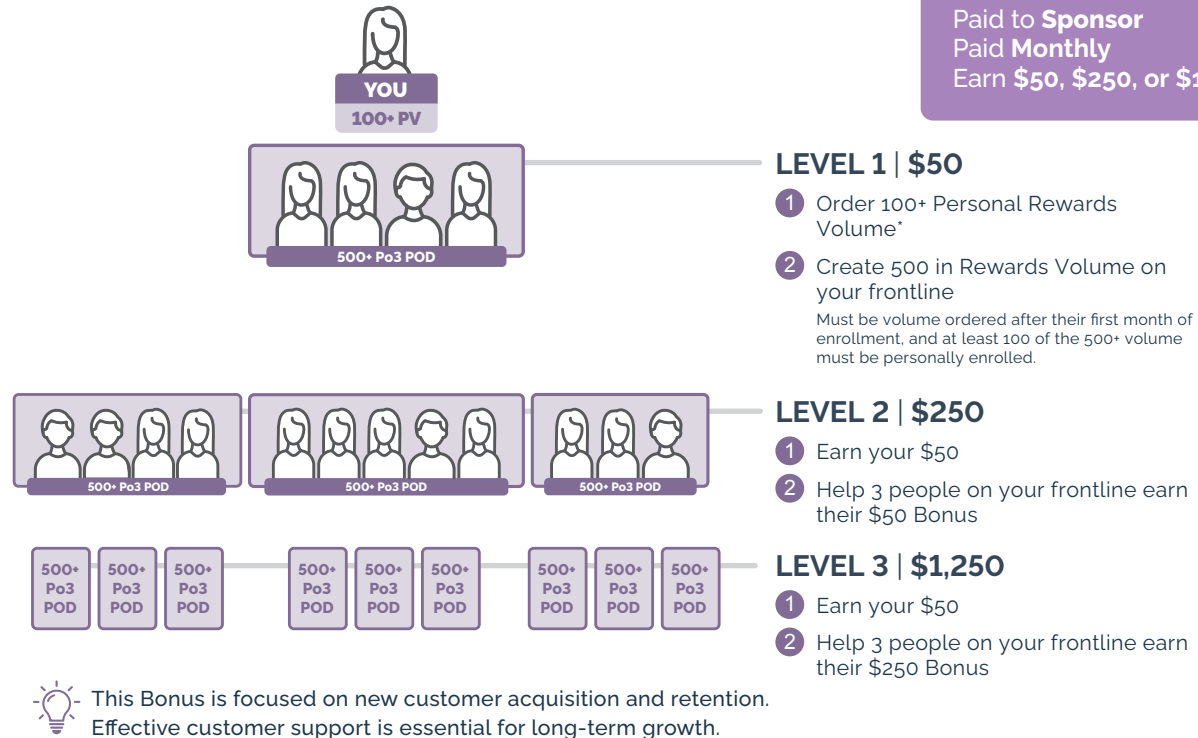 Paid to Sponsor
Paid Monthly
Earn $50, $250, or $1
YOU
100+ PV
500+ Po3 POD
LEVEL 1 | $50
1 Order 100+ Personal Rewards
Volume*
2 Create 500 in Rewards Volume on
your frontline
Must be volume ordered after their first month of
enrollment, and at least 100 of the 500+ volume
must be personally enrolled.
500+ Po3 POD
500+ Po3 POD
500+ Po3 POD
LEVEL 2 | $250
1 Earn your $50
2 Help 3 people on your frontline earn
their $50 Bonus
500+
Po3
POD
500+
Po3
POD
500+
Po3
POD
500+
Po3
POD
500+
Po3
POD
500+
Po3
POD
500+
Po3
POD
500+
Po3
POD
500+
Po3
POD
LEVEL 3 | $1,250
1 Earn your $50
2 Help 3 people on your frontline earn
their $250 Bonus
This Bonus is focused on new customer acquisition and retention.
Effective customer support is essential for long-term growth.